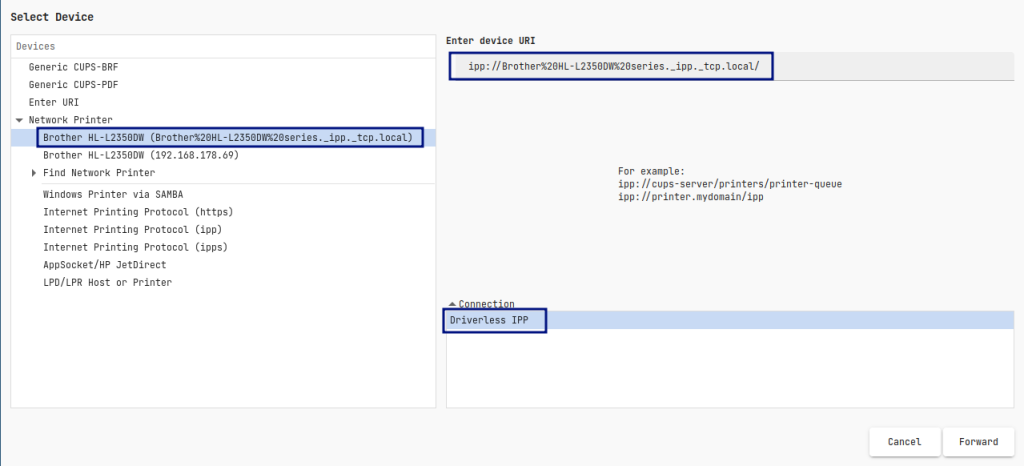 Select Device
Devices
Generic CUPS-BRF
Generic CUPS-PDF
Enter URI
Network Printer
Brother HL-L2350DW (Brother%20HL-L2350DW%20series._ipp._tcp.local)
Brother HL-L2350DW (192.168.178.69)
Find Network Printer
Windows Printer via SAMBA
Internet Printing Protocol (https)
Internet Printing Protocol (ipp)
Internet Printing Protocol (ipps)
AppSocket/HP JetDirect
LPD/LPR Host or Printer
Enter device URI
ipp://Brother%20HL-L2350DW%20series._ipp._tcp.local/
For example:
ipp://cups-server/printers/printer-queue
ipp://printer.mydomain/ipp
Connection
Driverless IPP
Cancel
Forward